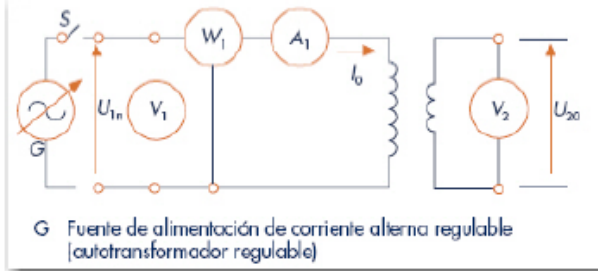 S
W₁
A₁
I₀
U₁ₙ
V₁
V₂
U₂₀
G
G Fuente de alimentación de corriente alterna regulable
(autotransformador regulable)